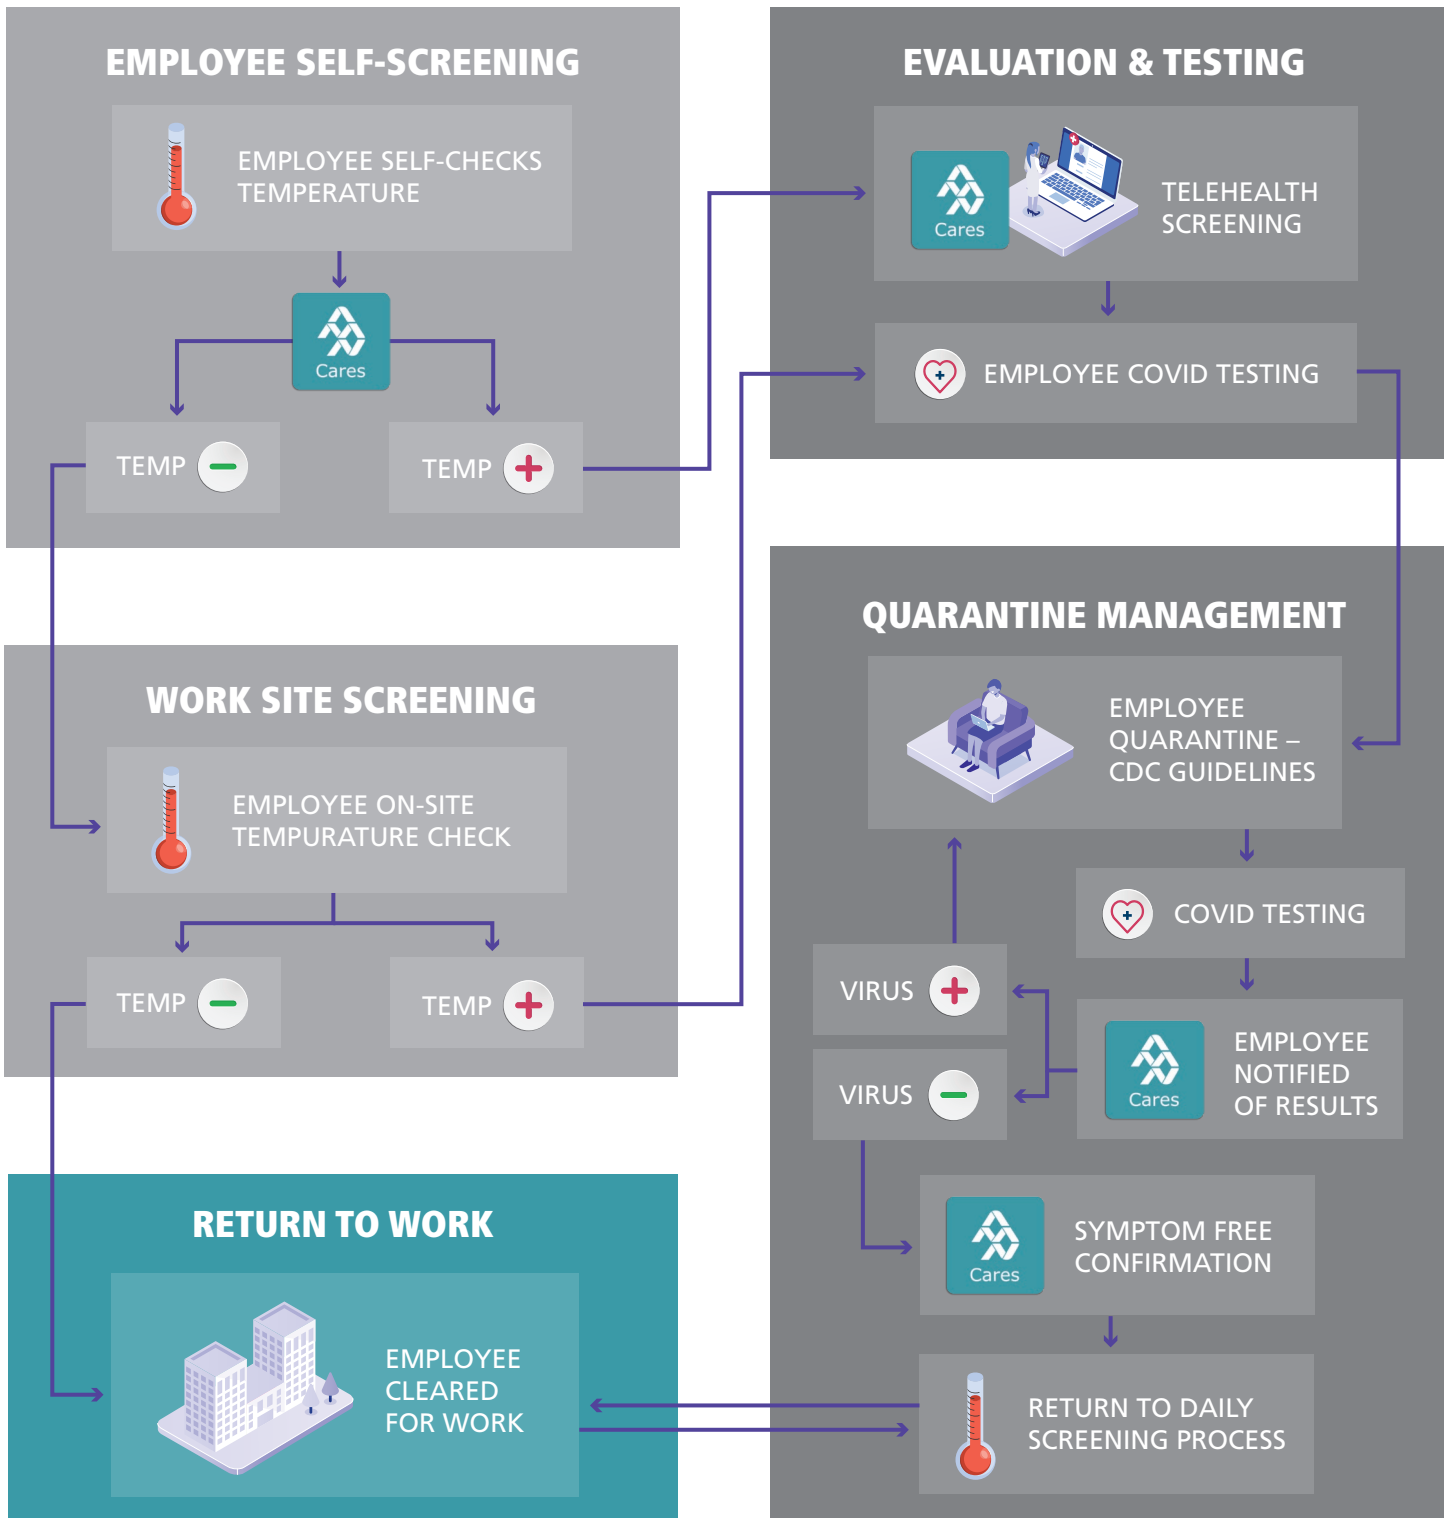 EMPLOYEE SELF-SCREENING
EMPLOYEE SELF-CHECKS
TEMPERATURE
Cares
TEMP
TEMP
WORK SITE SCREENING
EMPLOYEE ON-SITE
TEMPURATURE CHECK
TEMP
TEMP
RETURN TO WORK
EMPLOYEE
CLEARED
FOR WORK
EVALUATION & TESTING
Cares
TELEHEALTH
SCREENING
EMPLOYEE COVID TESTING
QUARANTINE MANAGEMENT
EMPLOYEE
QUARANTINE –
CDC GUIDELINES
COVID TESTING
VIRUS
VIRUS
Cares
EMPLOYEE
NOTIFIED
OF RESULTS
Cares
SYMPTOM FREE
CONFIRMATION
RETURN TO DAILY
SCREENING PROCESS